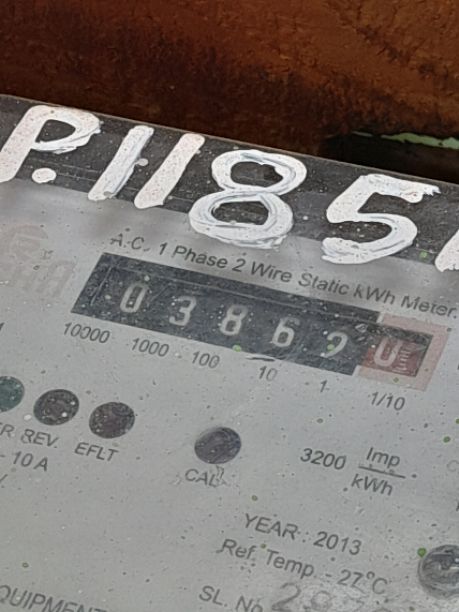 P.1185
A.C. 1 Phase 2 Wire Static kWh Meter.
0 3 8 6 9 0
10000 1000 100 10 1 1/10
REV. EFLT
- 10 A
CAL
3200 Imp/kWh
YEAR : 2013
Ref. Temp - 27°C
SL. No